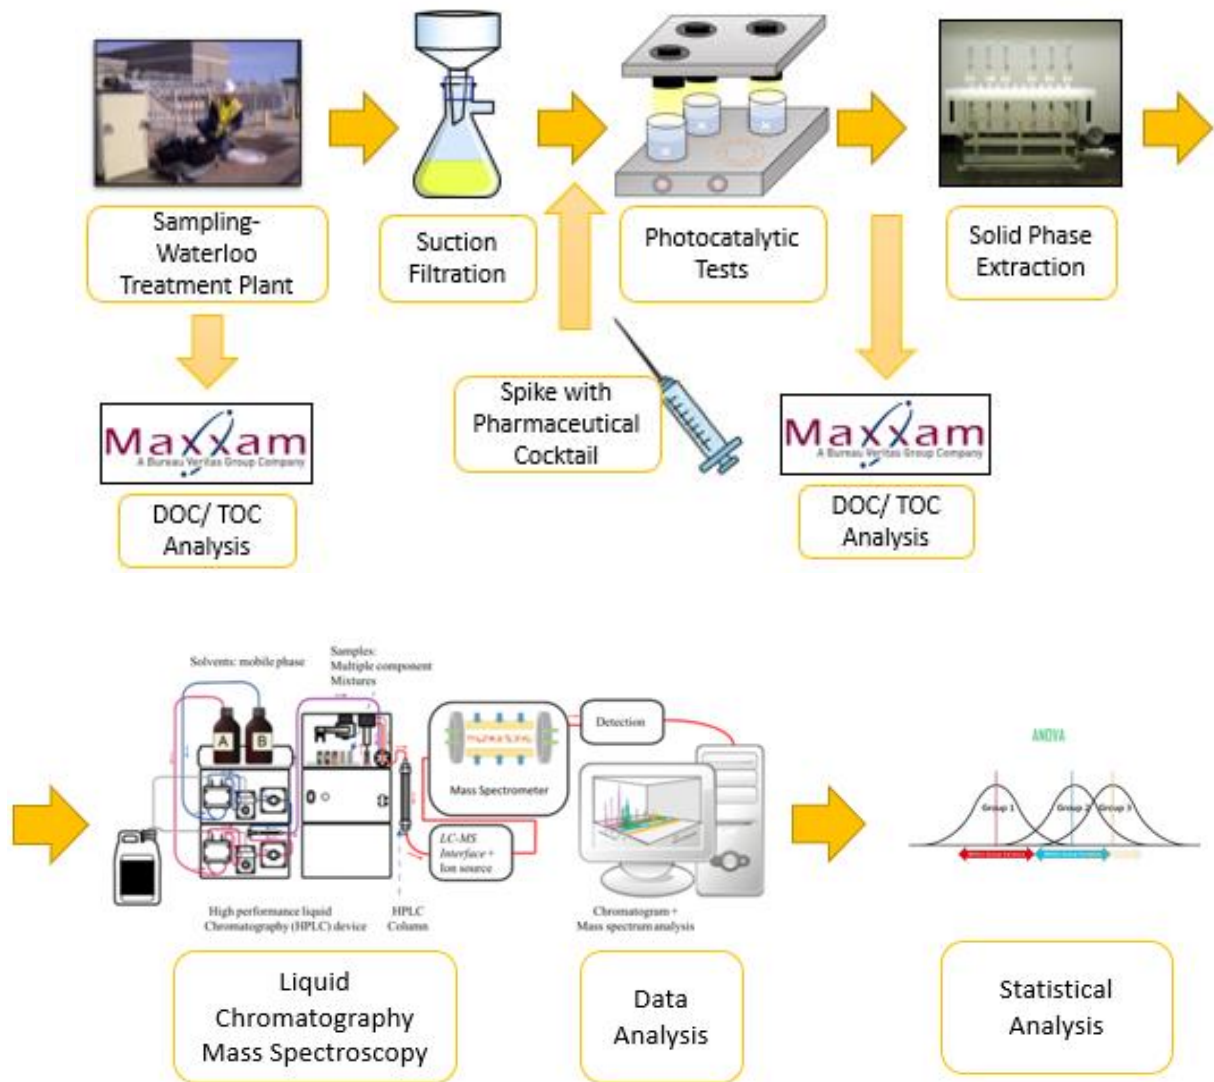 Sampling-
Waterloo
Treatment Plant
Suction
Filtration
Photocatalytic
Tests
Solid Phase
Extraction
Spike with
Pharmaceutical
Cocktail
Maxxam
A Bureau Veritas Group Company
DOC/ TOC
Analysis
Maxxam
A Bureau Veritas Group Company
DOC/ TOC
Analysis
Solvents: mobile phase
Samples:
Multiple component
Mixtures
A
B
Mass Spectrometer
Detection
LC-MS
Interface +
Ion source
High performance liquid
Chromatography (HPLC) device
HPLC
Column
Chromatogram +
Mass spectrum analysis
ANOVA
Group 1
Group 2
Group 3
Liquid
Chromatography
Mass Spectroscopy
Data
Analysis
Statistical
Analysis